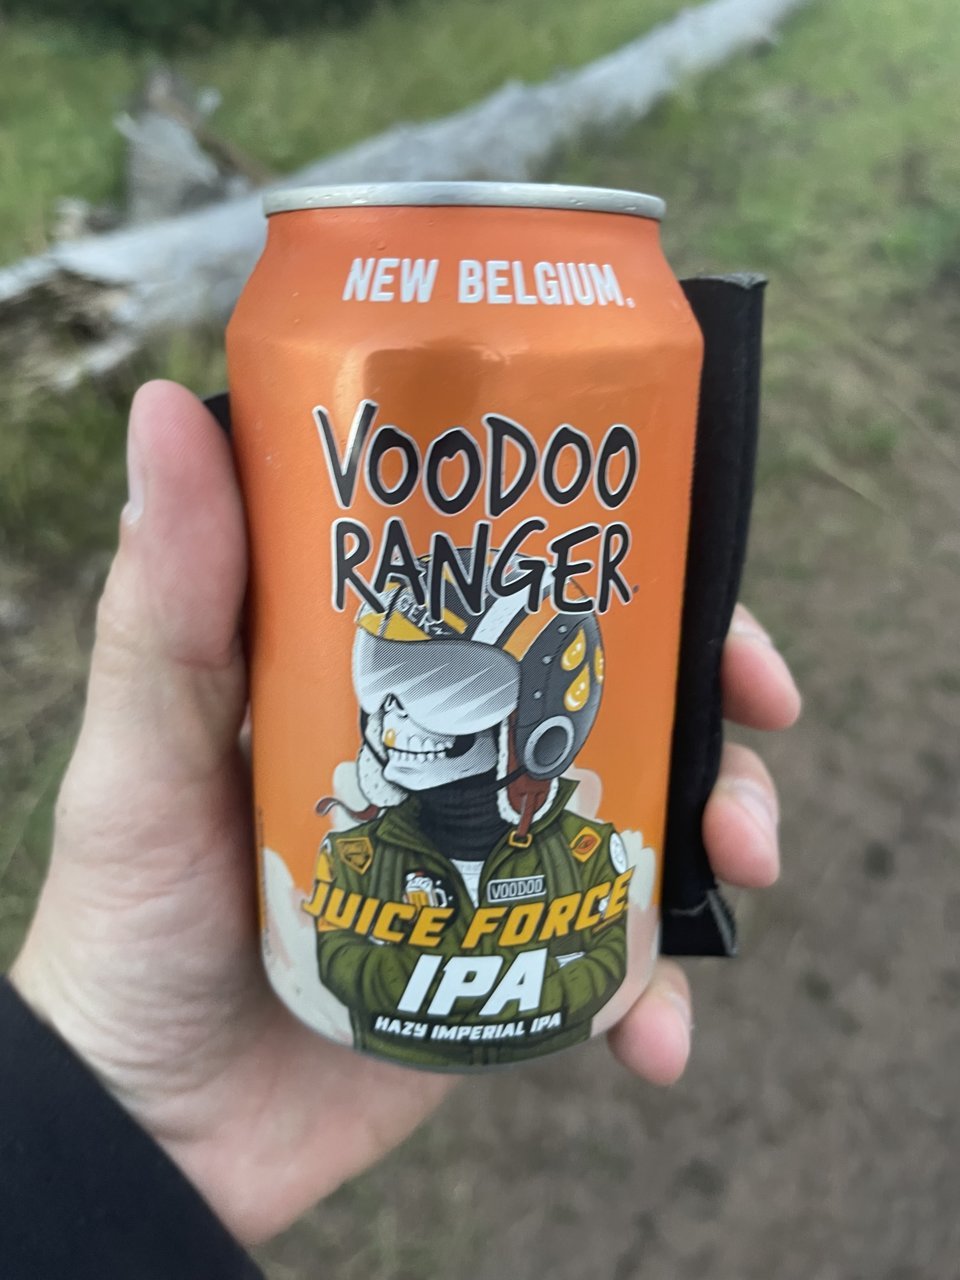 NEW BELGIUM®
VOODOO
RANGER
VOODOO
JUICE FORCE
IPA
HAZY IMPERIAL IPA